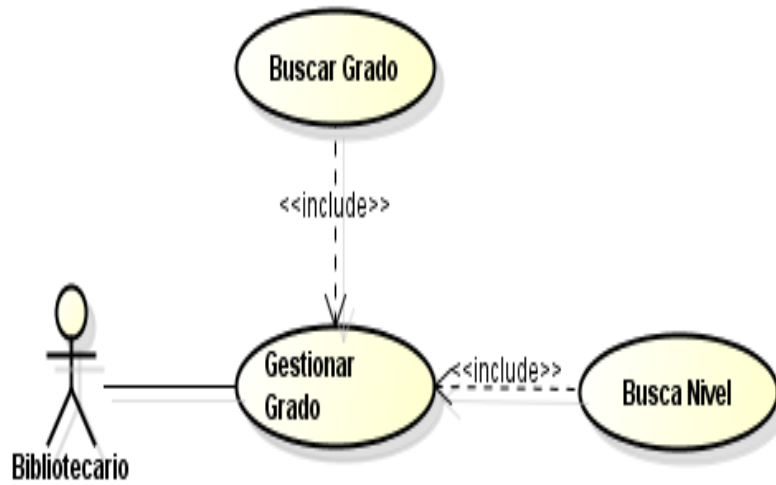 Buscar Grado
<<include>>
Gestionar
Grado
<<include>>
Busca Nivel
Bibliotecario